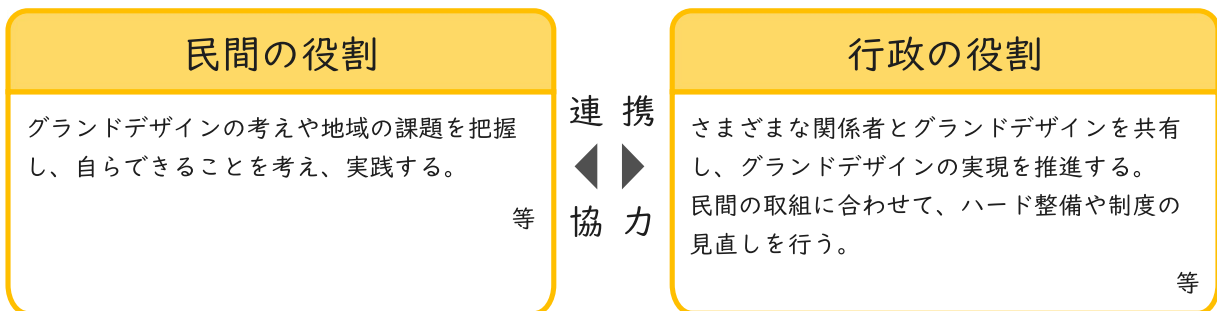 民間の役割
グランドデザインの考えや地域の課題を把握
し、自らできることを考え、実践する。
等
連 携
協 力
行政の役割
さまざまな関係者とグランドデザインを共有
し、グランドデザインの実現を推進する。
民間の取組に合わせて、ハード整備や制度の
見直しを行う。
等